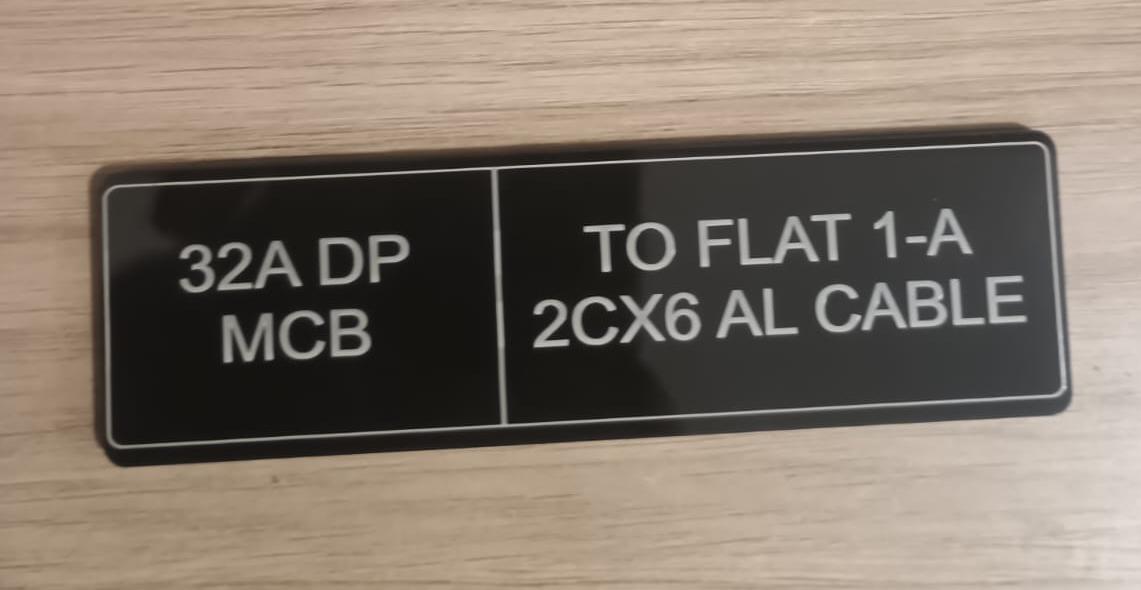 32A DP
MCB
TO FLAT 1-A
2CX6 AL CABLE